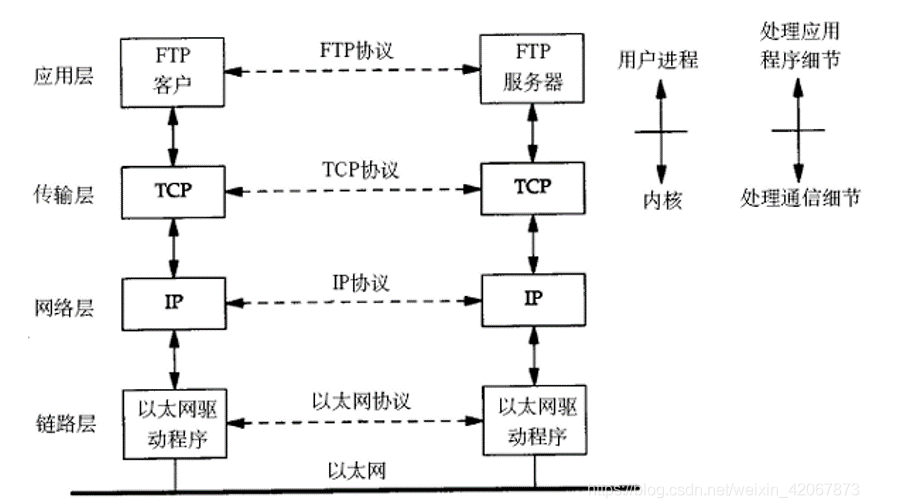 FTP
客户
FTP协议
FTP
服务器
应用层
用户进程
处理应用
程序细节
TCP
TCP协议
TCP
传输层
内核
处理通信细节
IP
IP协议
IP
网络层
以太网驱
动程序
以太网协议
以太网驱
动程序
链路层
以太网
https://blog.csdn.net/weixin_42067873